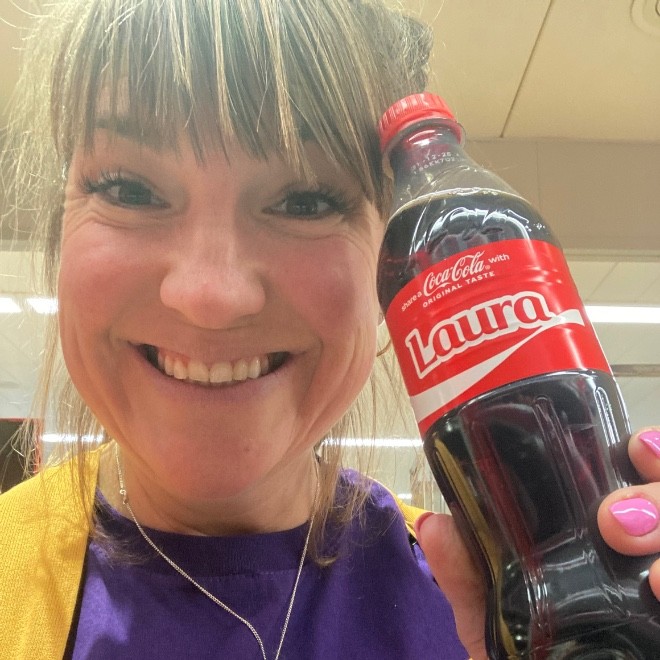 share a Coca-Cola with
ORIGINAL TASTE
Laura